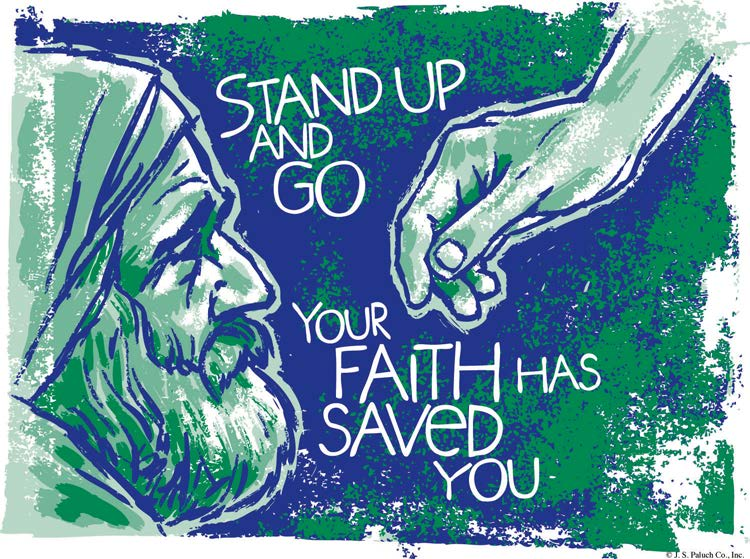 STAND UP
AND
GO
YOUR
FAiTH HAS
SAVeD
YOU
© J. S. Paluch Co., Inc.